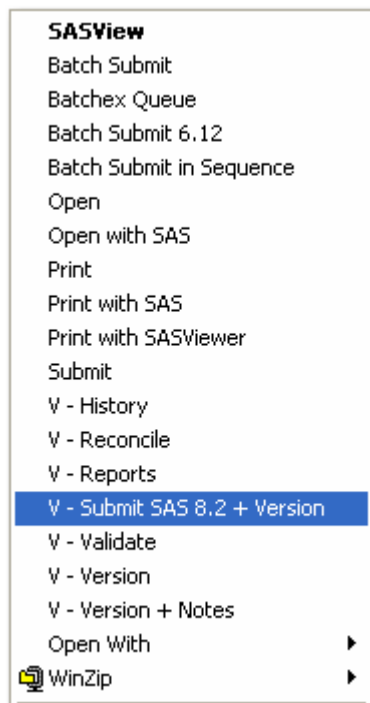 SASView
Batch Submit
Batchex Queue
Batch Submit 6.12
Batch Submit in Sequence
Open
Open with SAS
Print
Print with SAS
Print with SASViewer
Submit
V - History
V - Reconcile
V - Reports
V - Submit SAS 8.2 + Version
V - Validate
V - Version
V - Version + Notes
Open With
WinZip